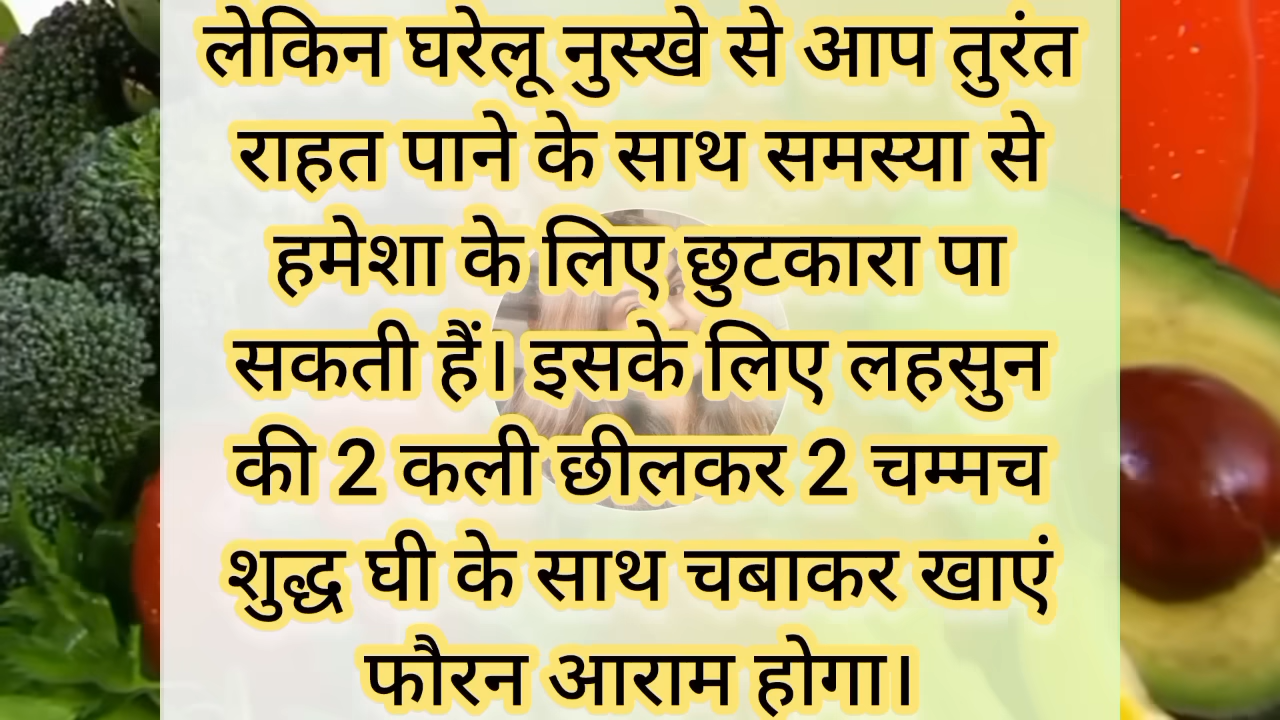 लेकिन घरेलू नुस्खे से आप तुरंत
राहत पाने के साथ समस्या से
हमेशा के लिए छुटकारा पा
सकती हैं। इसके लिए लहसुन
की 2 कली छीलकर 2 चम्मच
शुद्ध घी के साथ चबाकर खाएं
फौरन आराम होगा।